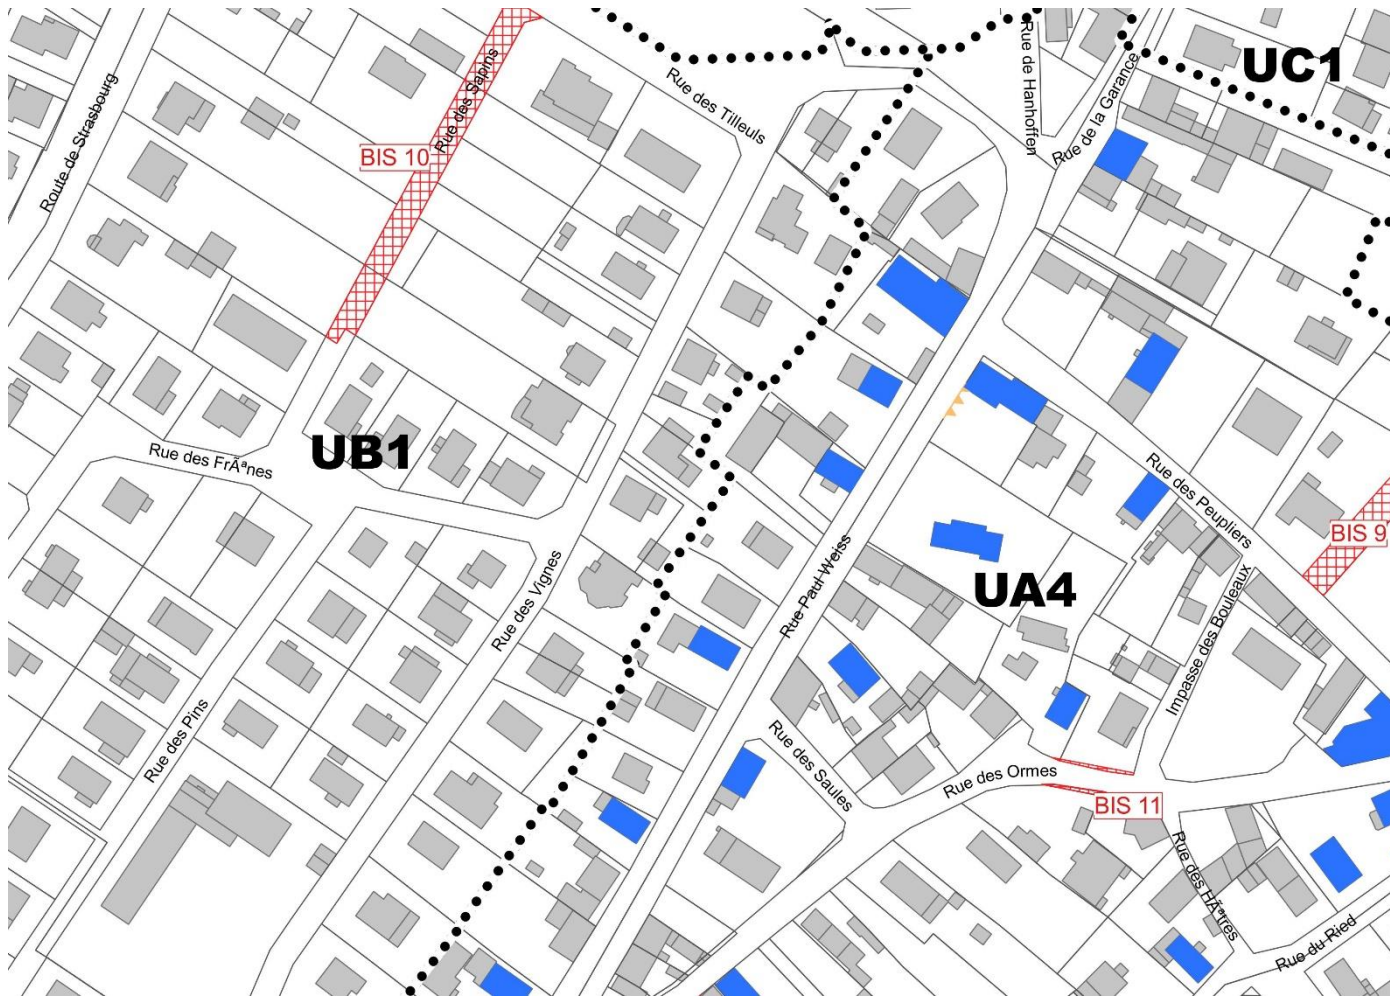 UC1
Rue de Hanhoffen
Rue de la Garance
Rue des Sapins
Rue des Tilleuls
Route de Strasbourg
BIS 10
UB1
Rue des FrÃªnes
Rue des Peupliers
BIS 9
Rue Paul Weiss
UA4
Rue des Vignes
Impasse des Bouleaux
Rue des Pins
Rue des Saules
Rue des Ormes
BIS 11
Rue des HÃªtres
Rue du Ried